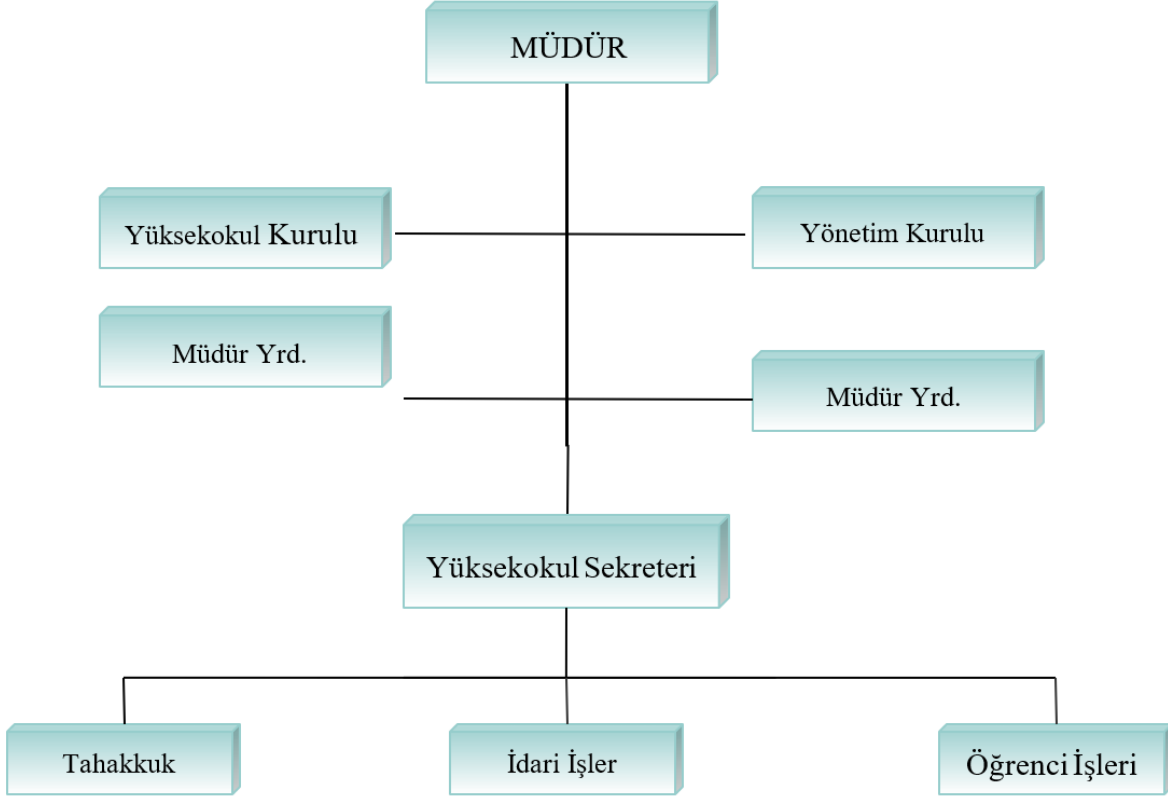 MÜDÜR
Yüksekokul Kurulu
Yönetim Kurulu
Müdür Yrd.
Müdür Yrd.
Yüksekokul Sekreteri
Tahakkuk
İdari İşler
Öğrenci İşleri